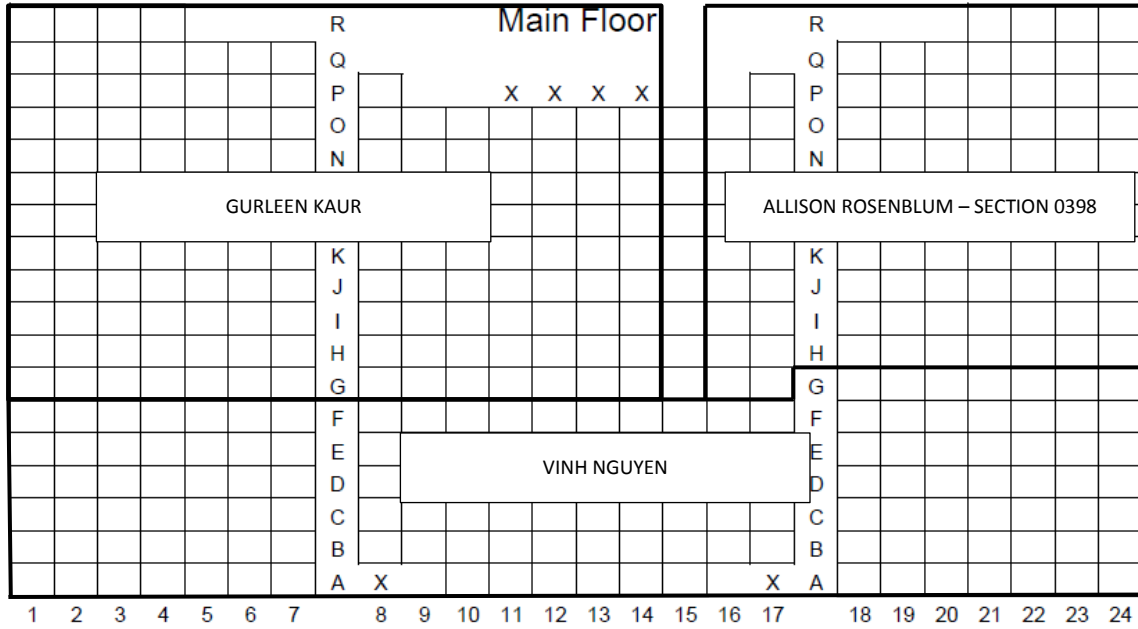 R Main Floor R
Q Q
P X X X X P
O O
N N
GURLEEN KAUR ALLISON ROSENBLUM – SECTION 0398
K K
J J
I I
H H
G G
F F
E E
VINH NGUYEN
D D
C C
B B
A X X A
1 2 3 4 5 6 7 8 9 10 11 12 13 14 15 16 17 18 19 20 21 22 23 24